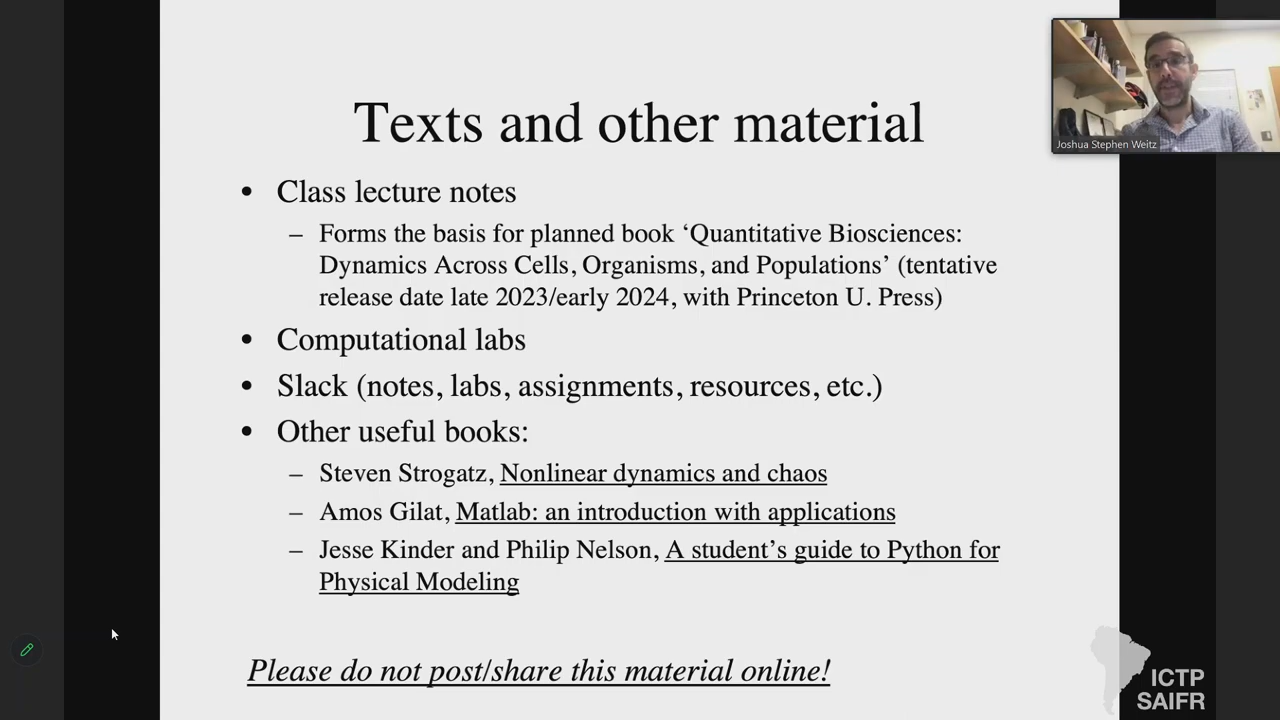 Texts and other material
Joshua Stephen Weitz
• Class lecture notes
– Forms the basis for planned book ‘Quantitative Biosciences:
Dynamics Across Cells, Organisms, and Populations’ (tentative
release date late 2023/early 2024, with Princeton U. Press)
• Computational labs
• Slack (notes, labs, assignments, resources, etc.)
• Other useful books:
– Steven Strogatz, Nonlinear dynamics and chaos
– Amos Gilat, Matlab: an introduction with applications
– Jesse Kinder and Philip Nelson, A student’s guide to Python for
Physical Modeling
Please do not post/share this material online!
ICTP
SAIFR